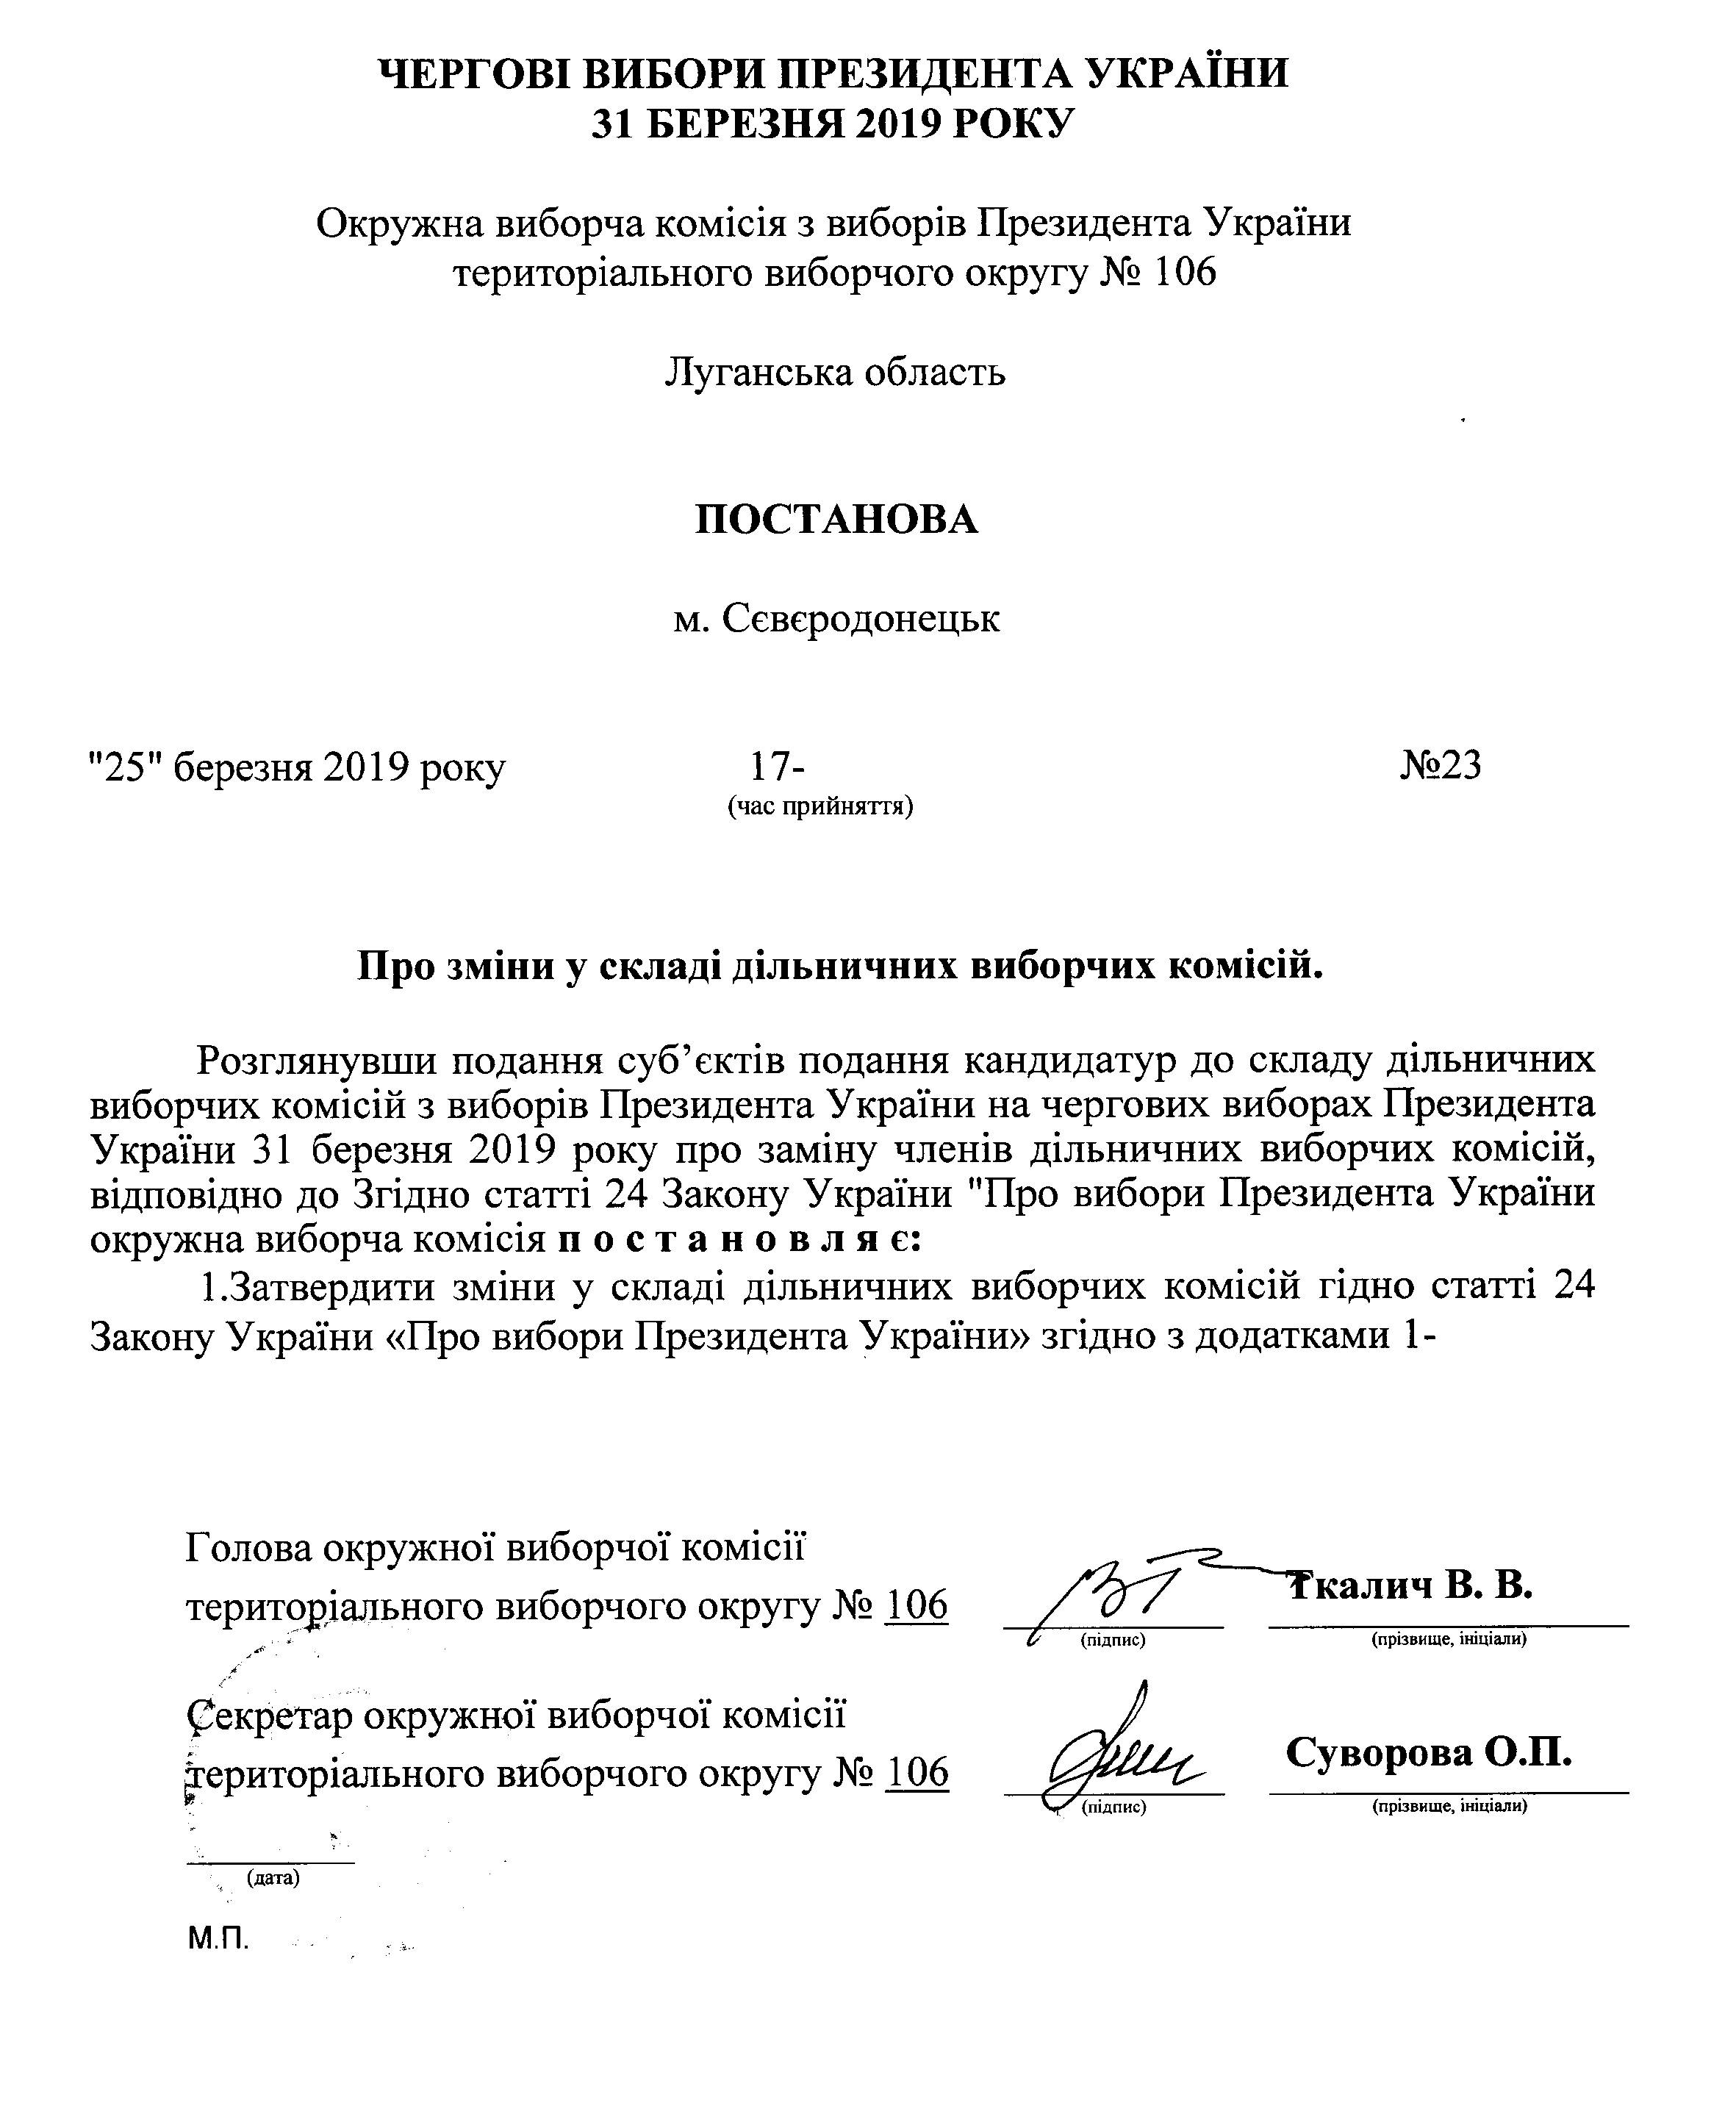 ЧЕРГОВІ ВИБОРИ ПРЕЗИДЕНТА УКРАЇНИ
31 БЕРЕЗНЯ 2019 РОКУ
Окружна виборча комісія з виборів Президента України
територіального виборчого округу № 106
Луганська область
ПОСТАНОВА
м. Сєвєродонецьк
"25" березня 2019 року 17- №23
(час прийняття)
Про зміни у складі дільничних виборчих комісій.
Розглянувши подання суб’єктів подання кандидатур до складу дільничних
виборчих комісій з виборів Президента України на чергових виборах Президента
України 31 березня 2019 року про заміну членів дільничних виборчих комісій,
відповідно до Згідно статті 24 Закону України "Про вибори Президента України
окружна виборча комісія п о с т а н о в л я є:
1.Затвердити зміни у складі дільничних виборчих комісій гідно статті 24
Закону України «Про вибори Президента України» згідно з додатками 1-
Голова окружної виборчої комісії
територіального виборчого округу № 106 Ткалич В. В.
(підпис) (прізвище, ініціали)
Секретар окружної виборчої комісії
територіального виборчого округу № 106 Суворова О.П.
(підпис) (прізвище, ініціали)
(дата)
М.П.